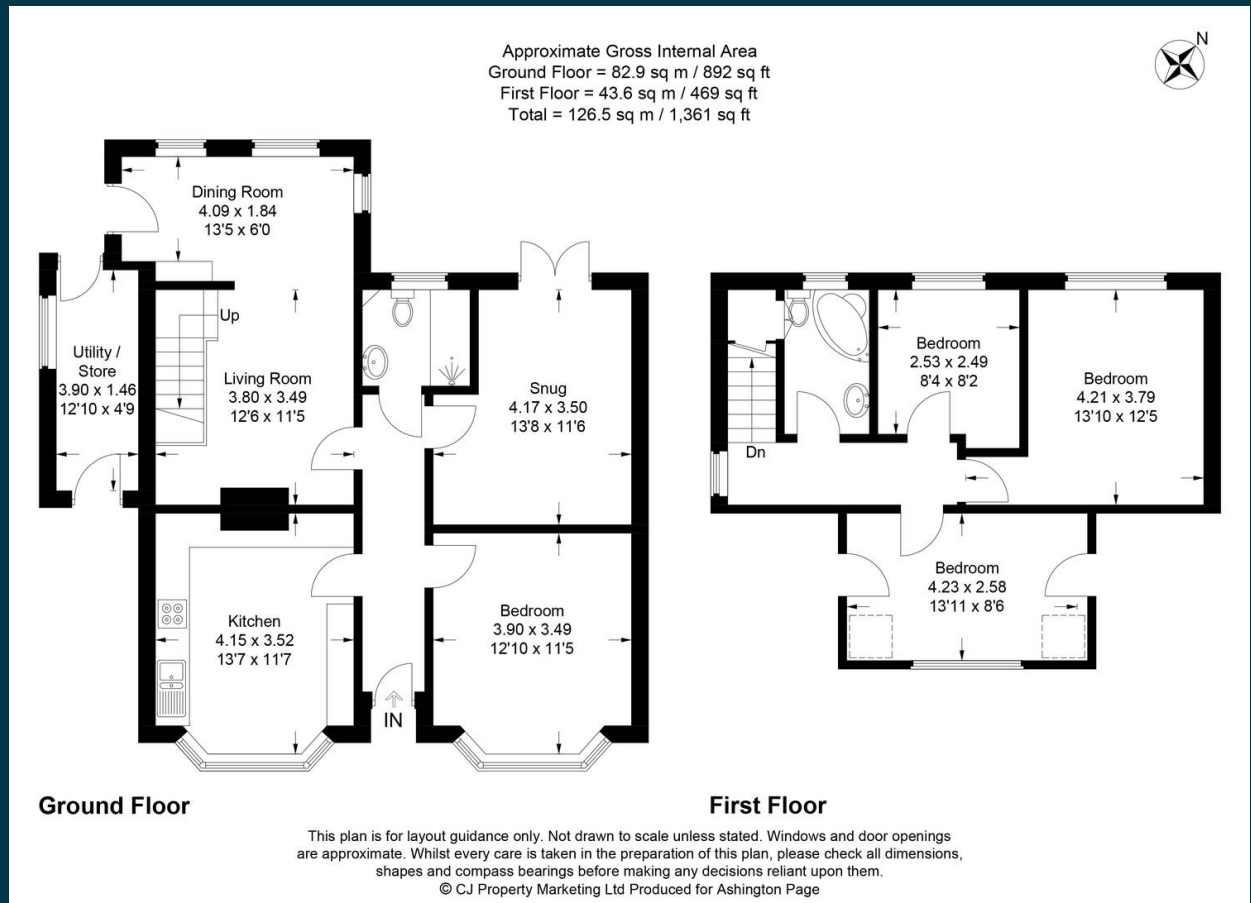 Approximate Gross Internal Area
Ground Floor = 82.9 sq m / 892 sq ft
First Floor = 43.6 sq m / 469 sq ft
Total = 126.5 sq m / 1,361 sq ft
N
Dining Room
4.09 x 1.84
13'5 x 6'0
Up
Utility /
Store
3.90 x 1.46
12'10 x 4'9
Living Room
3.80 x 3.49
12'6 x 11'5
Snug
4.17 x 3.50
13'8 x 11'6
Kitchen
4.15 x 3.52
13'7 x 11'7
Bedroom
3.90 x 3.49
12'10 x 11'5
IN
Bedroom
2.53 x 2.49
8'4 x 8'2
Bedroom
4.21 x 3.79
13'10 x 12'5
Dn
Bedroom
4.23 x 2.58
13'11 x 8'6
Ground Floor
First Floor
This plan is for layout guidance only. Not drawn to scale unless stated. Windows and door openings
are approximate. Whilst every care is taken in the preparation of this plan, please check all dimensions,
shapes and compass bearings before making any decisions reliant upon them.
© CJ Property Marketing Ltd Produced for Ashington Page